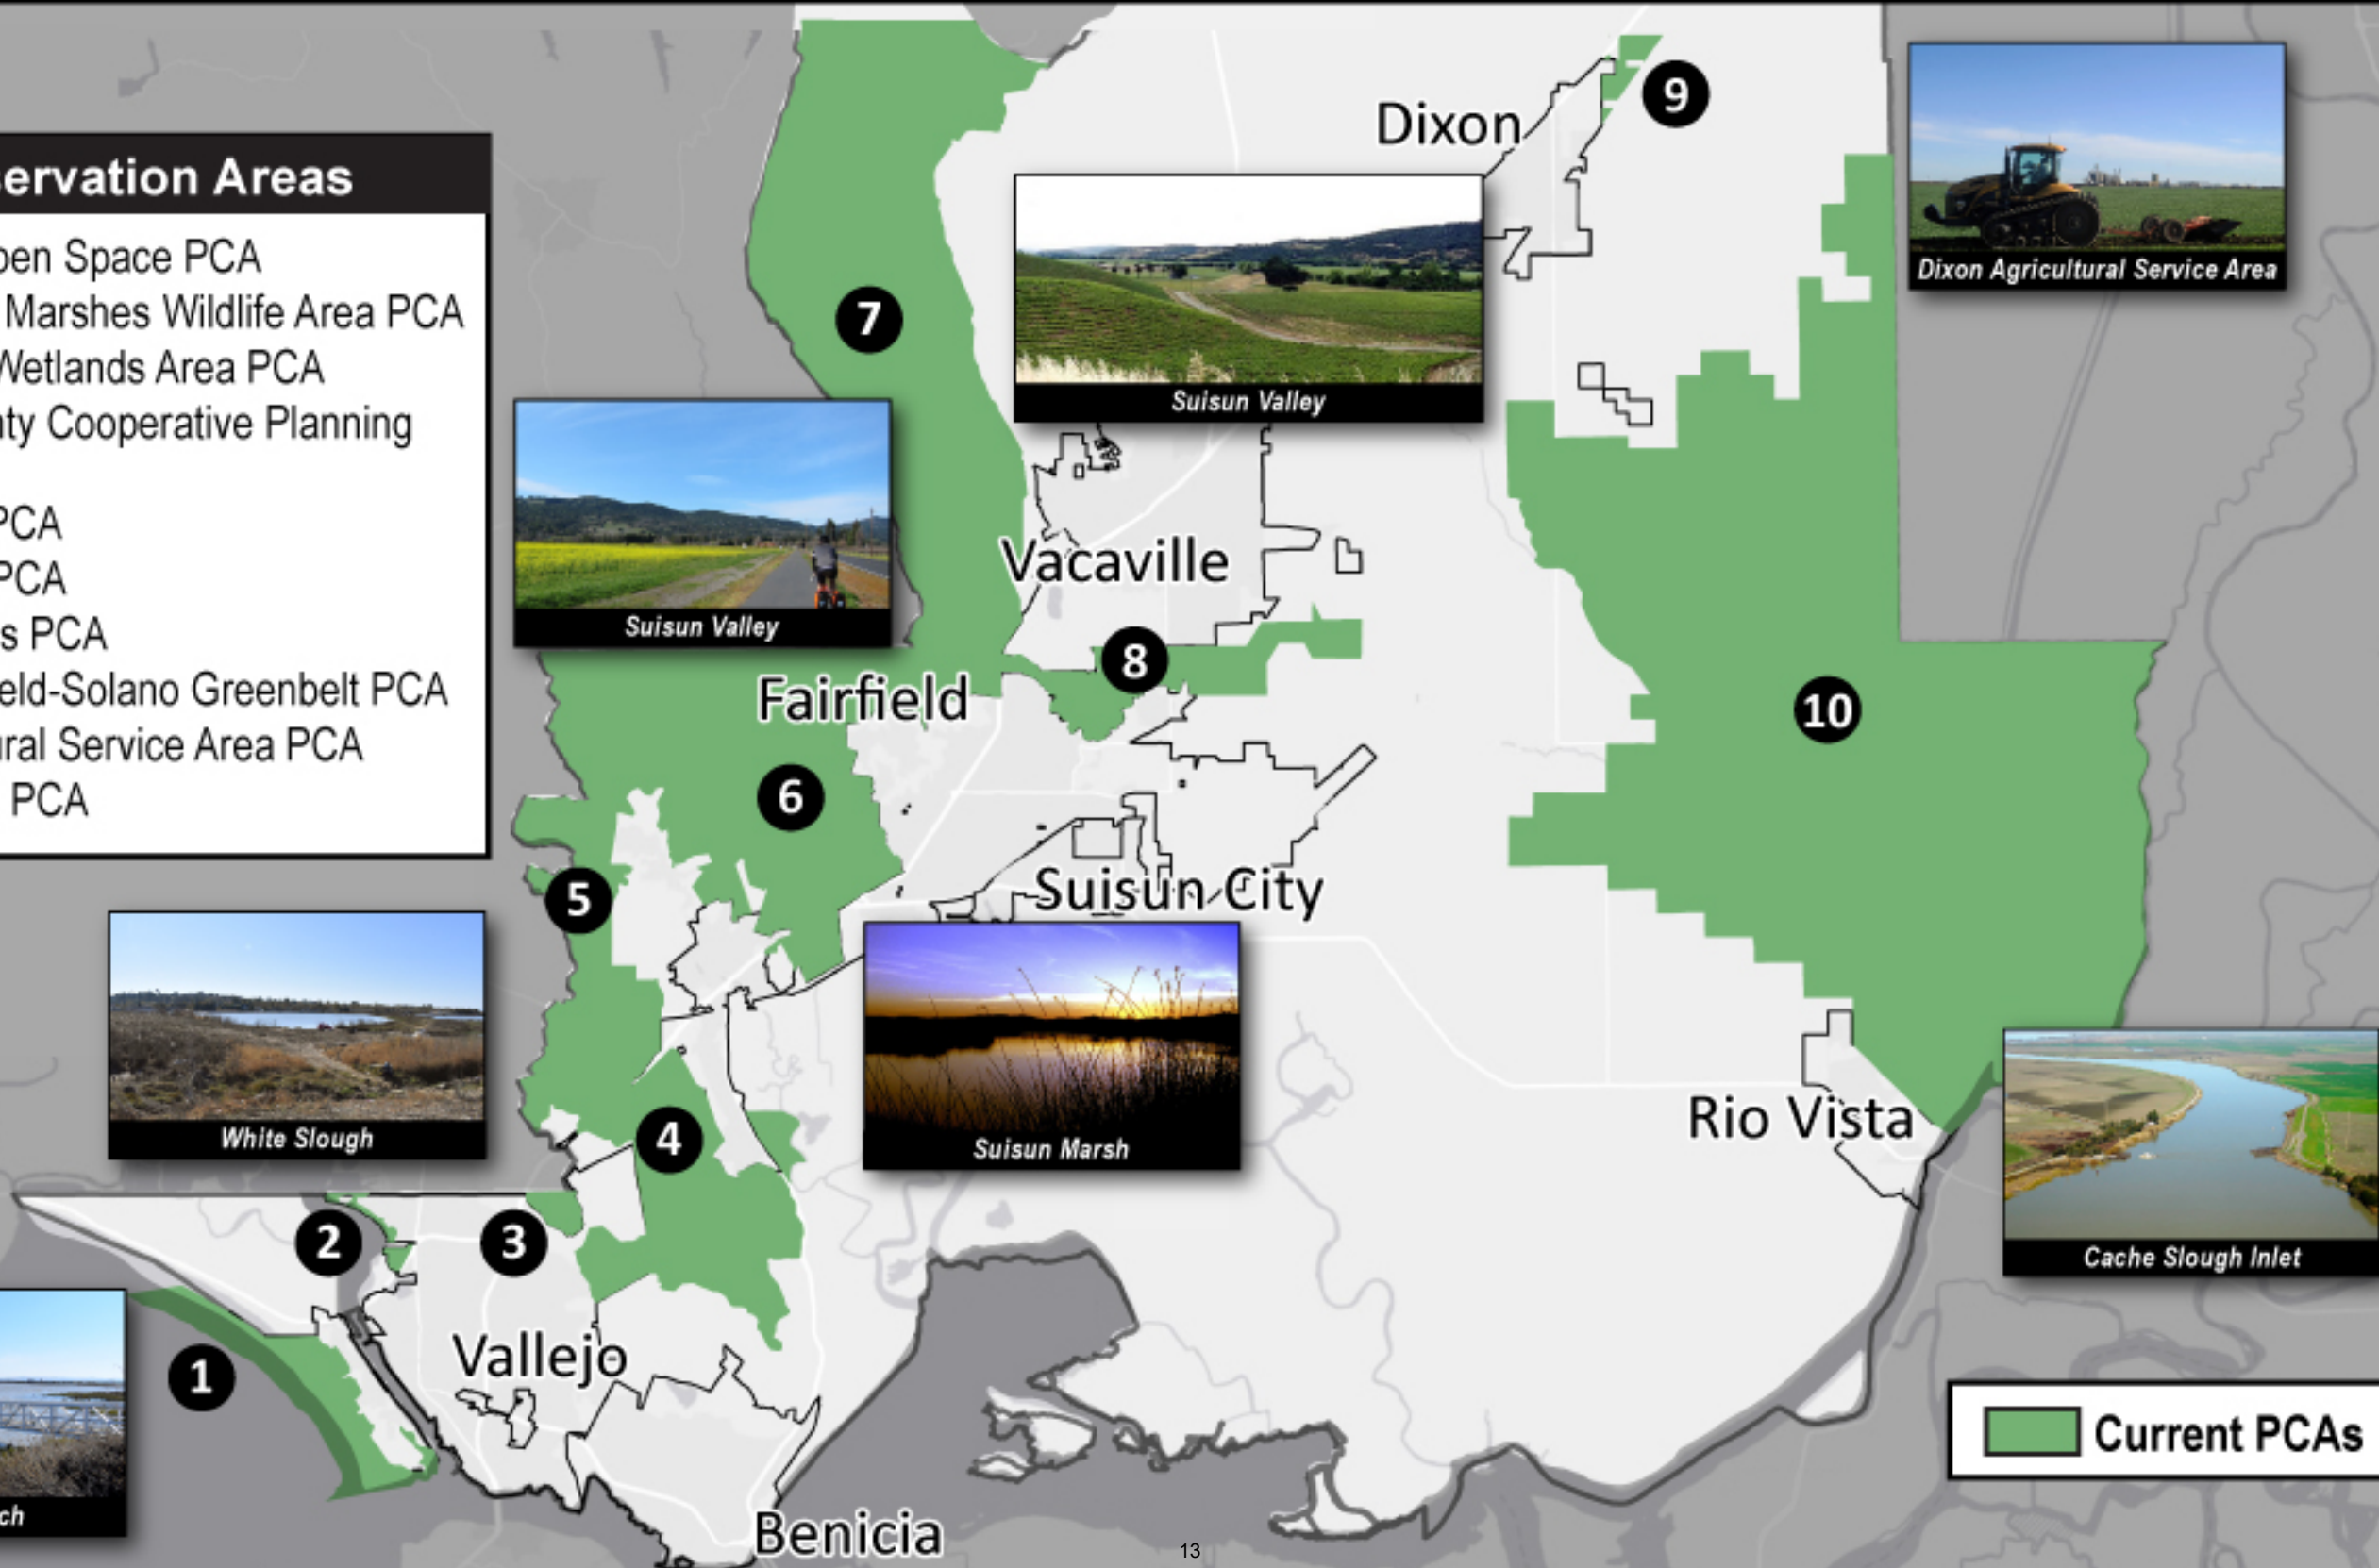 ervation Areas
pen Space PCA
Marshes Wildlife Area PCA
Wetlands Area PCA
nty Cooperative Planning
PCA
PCA
s PCA
eld-Solano Greenbelt PCA
ural Service Area PCA
PCA
Dixon
9
Dixon Agricultural Service Area
7
Suisun Valley
Suisun Valley
Vacaville
8
Fairfield
10
6
5
Suisun City
White Slough
4
Suisun Marsh
Rio Vista
2
3
Cache Slough Inlet
1
Vallejo
Current PCAs
ch
Benicia
13